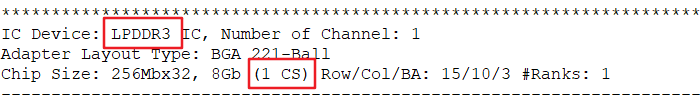 ************************************************************************
IC Device: LPDDR3 IC, Number of Channel: 1
Adapter Layout Type: BGA 221-Ball
Chip Size: 256Mbx32, 8Gb (1 CS) Row/Col/BA: 15/10/3 #Ranks: 1
------------------------------------------------------------------------